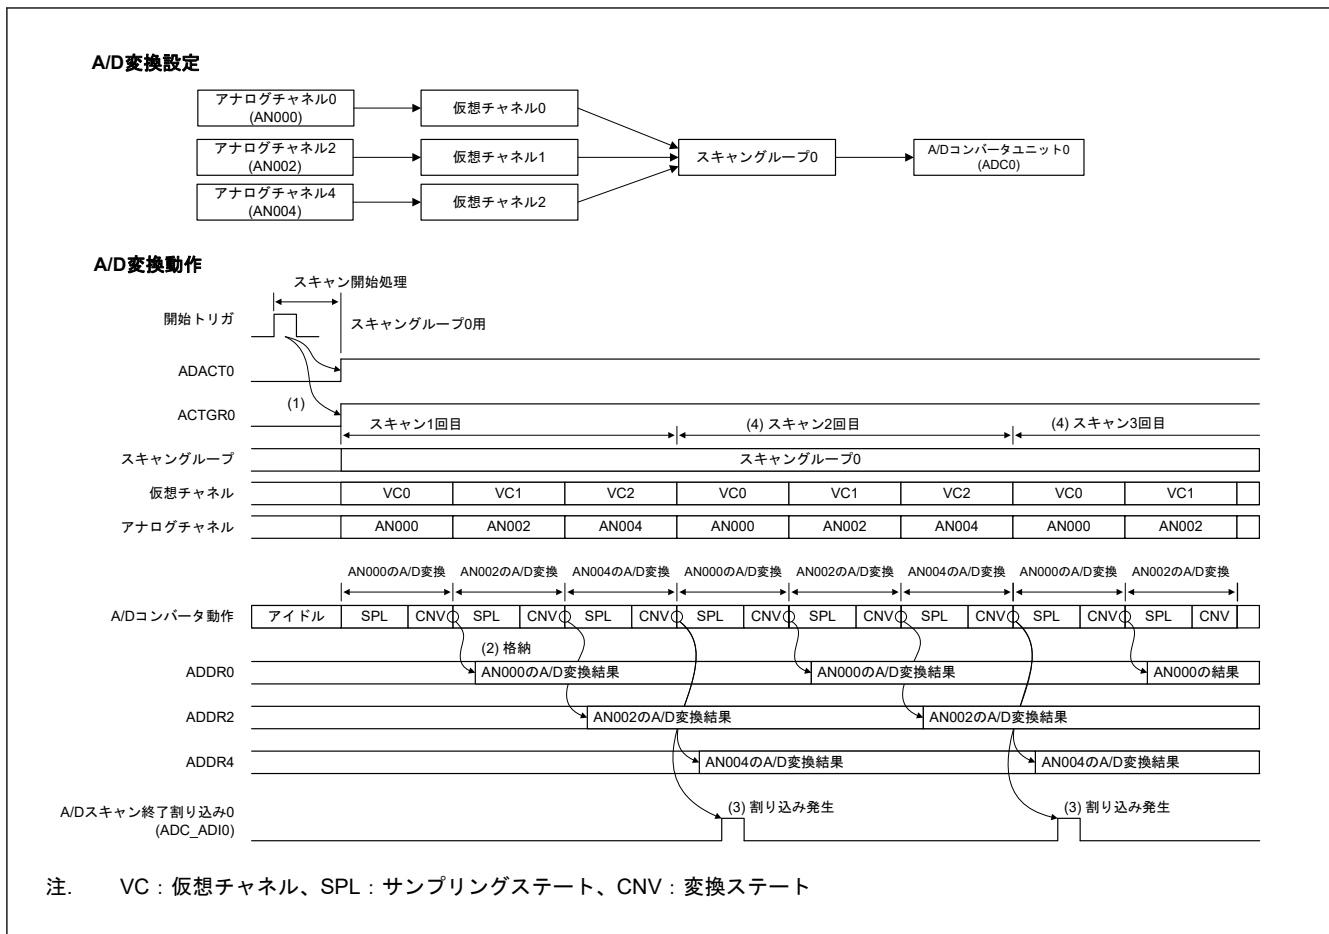 A/D変換設定
アナログチャネル0
(AN000)
仮想チャネル0
アナログチャネル2
(AN002)
仮想チャネル1
スキャングループ0
A/Dコンバータユニット0
(ADC0)
アナログチャネル4
(AN004)
仮想チャネル2
A/D変換動作
スキャン開始処理
開始トリガ
スキャングループ0用
ADACT0
(1)
ACTGR0
スキャン1回目
(4) スキャン2回目
(4) スキャン3回目
スキャングループ
スキャングループ0
仮想チャネル
VC0 VC1 VC2 VC0 VC1 VC2 VC0 VC1
アナログチャネル
AN000 AN002 AN004 AN000 AN002 AN004 AN000 AN002
AN000のA/D変換 AN002のA/D変換 AN004のA/D変換 AN000のA/D変換 AN002のA/D変換 AN004のA/D変換 AN000のA/D変換 AN002のA/D変換
A/Dコンバータ動作
アイドル SPL CNV SPL CNV SPL CNV SPL CNV SPL CNV SPL CNV SPL CNV SPL CNV
(2) 格納
ADDR0
AN000のA/D変換結果 AN000のA/D変換結果 AN000の結果
ADDR2
AN002のA/D変換結果 AN002のA/D変換結果
ADDR4
AN004のA/D変換結果 AN004のA/D変換結果
A/Dスキャン終了割り込み0
(ADC_ADI0)
(3) 割り込み発生
(3) 割り込み発生
注. VC：仮想チャネル、SPL：サンプリングステート、CNV：変換ステート